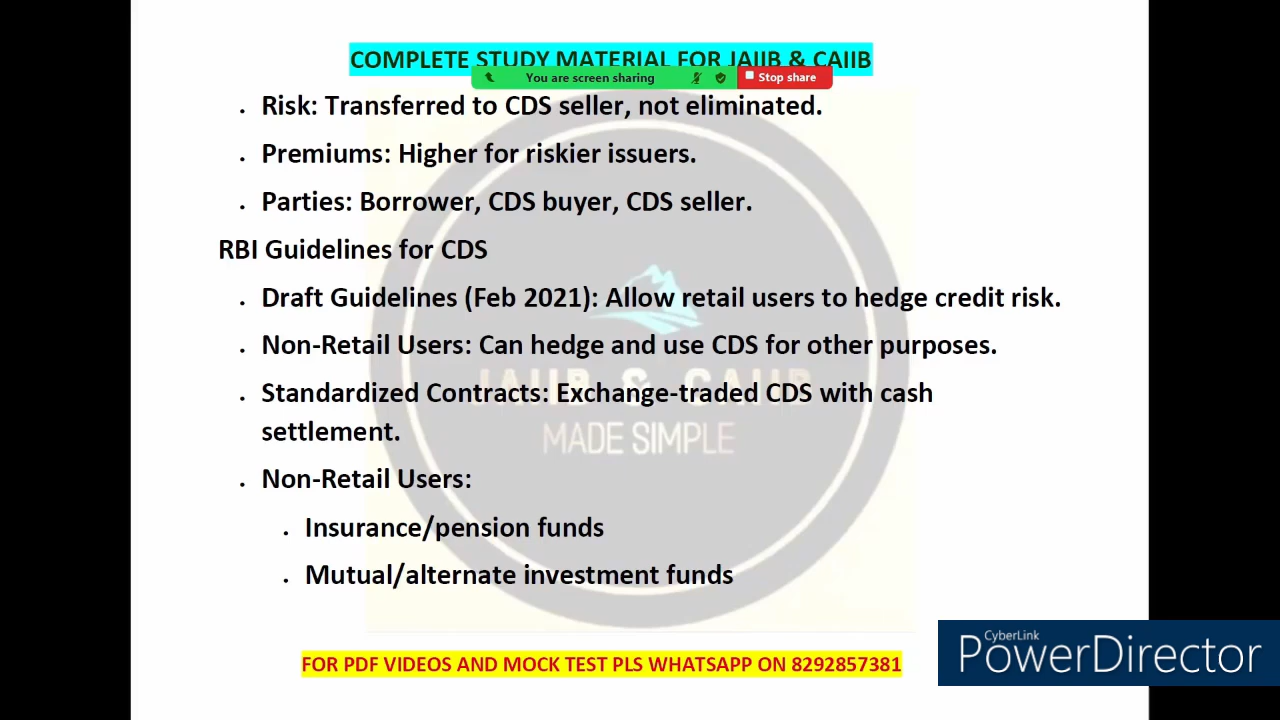 COMPLETE STUDY MATERIAL FOR JAIIB & CAIIB
You are screen sharing
Stop share
• Risk: Transferred to CDS seller, not eliminated.
• Premiums: Higher for riskier issuers.
• Parties: Borrower, CDS buyer, CDS seller.
RBI Guidelines for CDS
• Draft Guidelines (Feb 2021): Allow retail users to hedge credit risk.
• Non-Retail Users: Can hedge and use CDS for other purposes.
JAIIB & CAIIB
• Standardized Contracts: Exchange-traded CDS with cash
settlement.
MADE SIMPLE
• Non-Retail Users:
• Insurance/pension funds
• Mutual/alternate investment funds
CyberLink
PowerDirector
FOR PDF VIDEOS AND MOCK TEST PLS WHATSAPP ON 8292857381